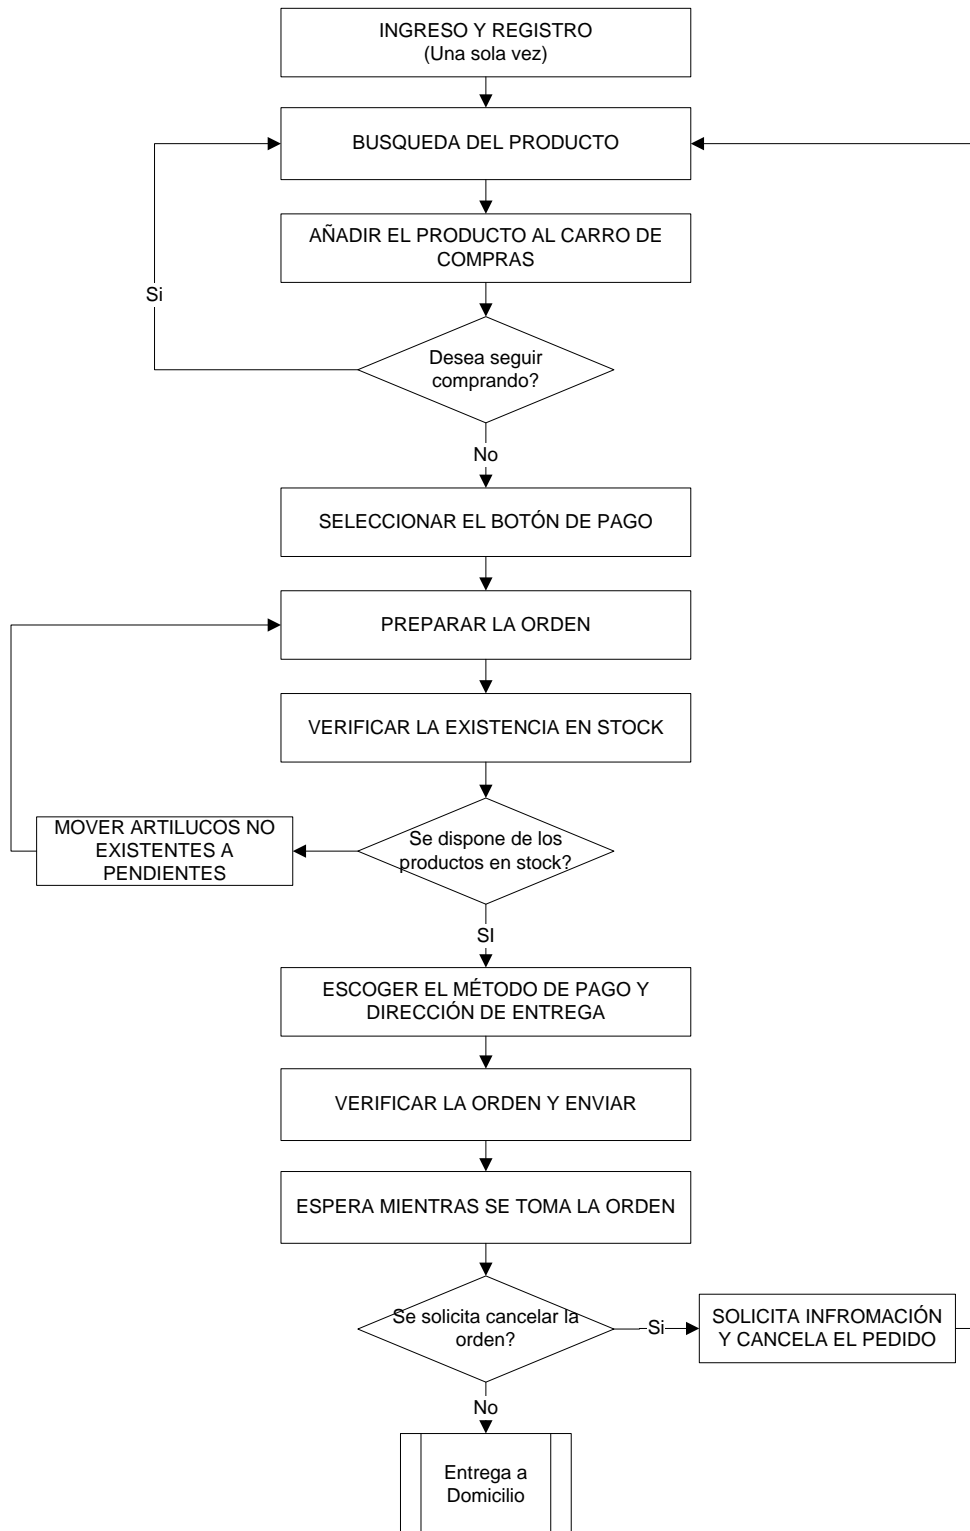 INGRESO Y REGISTRO
(Una sola vez)
BUSQUEDA DEL PRODUCTO
AÑADIR EL PRODUCTO AL CARRO DE
COMPRAS
Si
Desea seguir
comprando?
No
SELECCIONAR EL BOTÓN DE PAGO
PREPARAR LA ORDEN
VERIFICAR LA EXISTENCIA EN STOCK
MOVER ARTILUCOS NO
EXISTENTES A
PENDIENTES
Se dispone de los
productos en stock?
SI
ESCOGER EL MÉTODO DE PAGO Y
DIRECCIÓN DE ENTREGA
VERIFICAR LA ORDEN Y ENVIAR
ESPERA MIENTRAS SE TOMA LA ORDEN
Se solicita cancelar la
orden?
Si
SOLICITA INFROMACIÓN
Y CANCELA EL PEDIDO
No
Entrega a
Domicilio